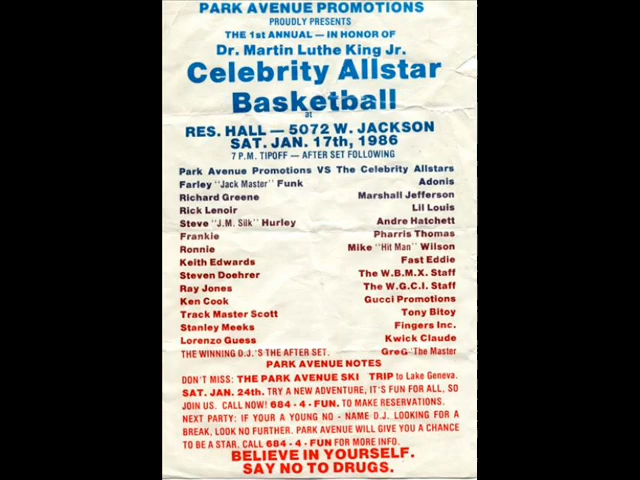 PARK AVENUE PROMOTIONS
PROUDLY PRESENTS
THE 1st ANNUAL — IN HONOR OF
Dr. Martin Luthe King Jr.
Celebrity Allstar
Basketball
at
RES. HALL — 5072 W. JACKSON
SAT. JAN. 17th, 1986
7 P.M. TIPOFF — AFTER SET FOLLOWING
Park Avenue Promotions VS The Celebrity Allstars
Farley "Jack Master" Funk Adonis
Richard Greene Marshall Jefferson
Rick Lenoir Lil Louis
Steve "J.M. Silk" Hurley Andre Hatchett
Frankie Pharris Thomas
Ronnie Mike "Hit Man" Wilson
Keith Edwards Fast Eddie
Steven Doehrer The W.B.M.X. Staff
Ray Jones The W.G.C.I. Staff
Ken Cook Gucci Promotions
Track Master Scott Tony Bitoy
Stanley Meeks Fingers Inc.
Lorenzo Guess Kwick Claude
THE WINNING D.J.'S THE AFTER SET. GreG 'The Master
PARK AVENUE NOTES
DON'T MISS: THE PARK AVENUE SKI TRIP to Lake Geneva.
SAT. JAN. 24th. TRY A NEW ADVENTURE, IT'S FUN FOR ALL, SO
JOIN US. CALL NOW! 684 - 4 - FUN. TO MAKE RESERVATIONS.
NEXT PARTY: IF YOUR A YOUNG NO - NAME D.J. LOOKING FOR A
BREAK, LOOK NO FURTHER. PARK AVENUE WILL GIVE YOU A CHANCE
TO BE A STAR. CALL 684 - 4 - FUN FOR MORE INFO.
BELIEVE IN YOURSELF.
SAY NO TO DRUGS.